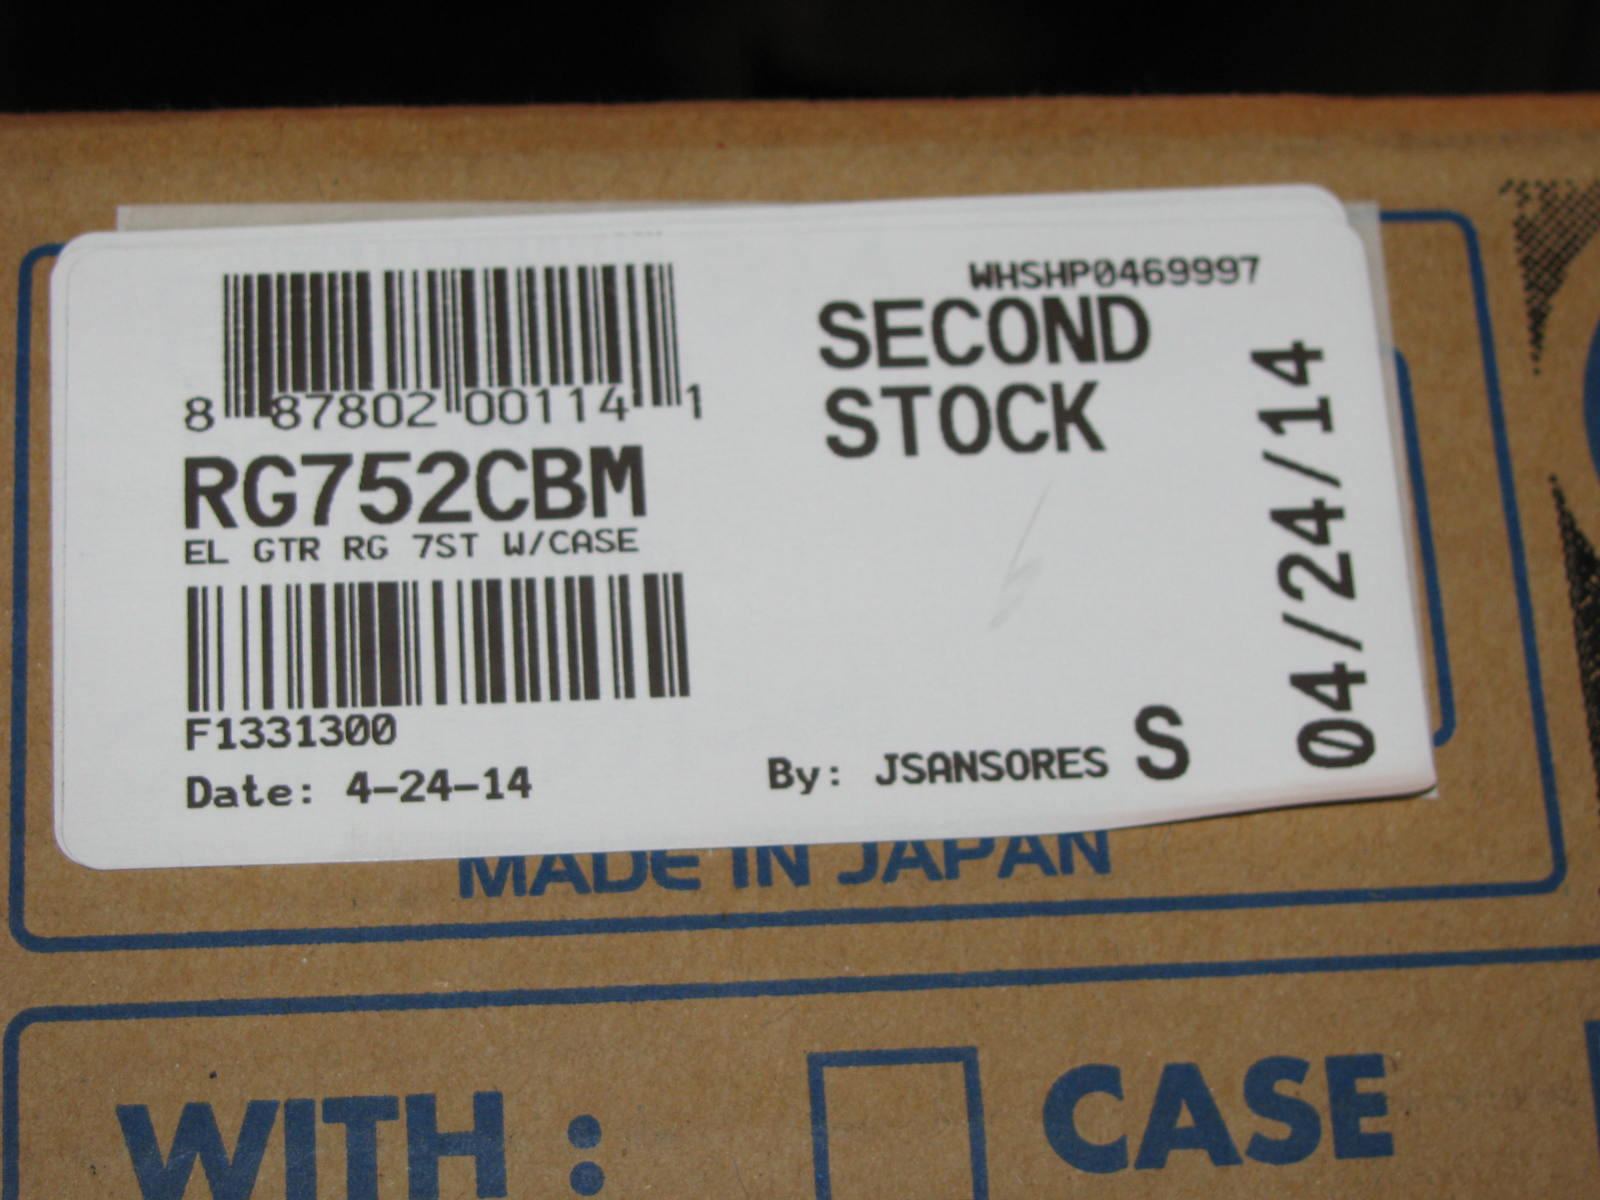 WHSHP0469997
8 87802 00114 1
SECOND
STOCK
RG752CBM
EL GTR RG 7ST W/CASE
F1331300
Date: 4-24-14
By: JSANSORES S
04/24/14
MADE IN JAPAN
WITH : CASE